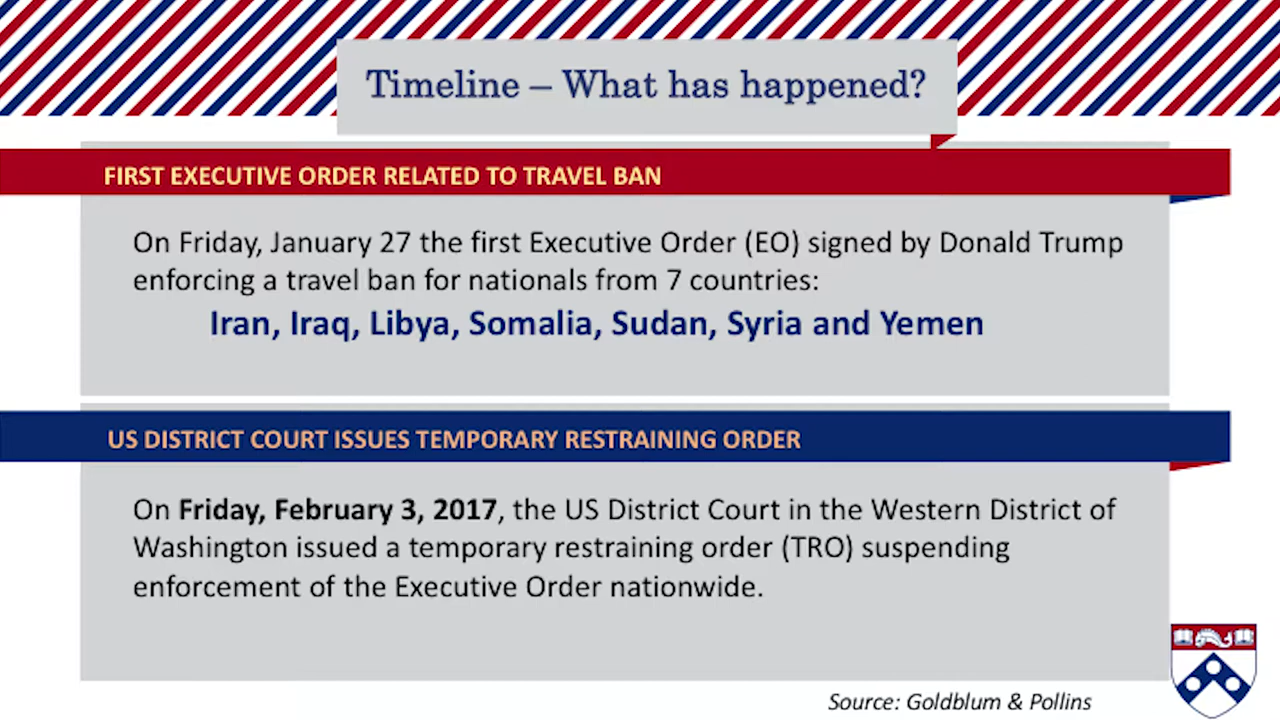 Timeline – What has happened?
FIRST EXECUTIVE ORDER RELATED TO TRAVEL BAN
On Friday, January 27 the first Executive Order (EO) signed by Donald Trump
enforcing a travel ban for nationals from 7 countries:
Iran, Iraq, Libya, Somalia, Sudan, Syria and Yemen
US DISTRICT COURT ISSUES TEMPORARY RESTRAINING ORDER
On Friday, February 3, 2017, the US District Court in the Western District of
Washington issued a temporary restraining order (TRO) suspending
enforcement of the Executive Order nationwide.
Source: Goldblum & Pollins